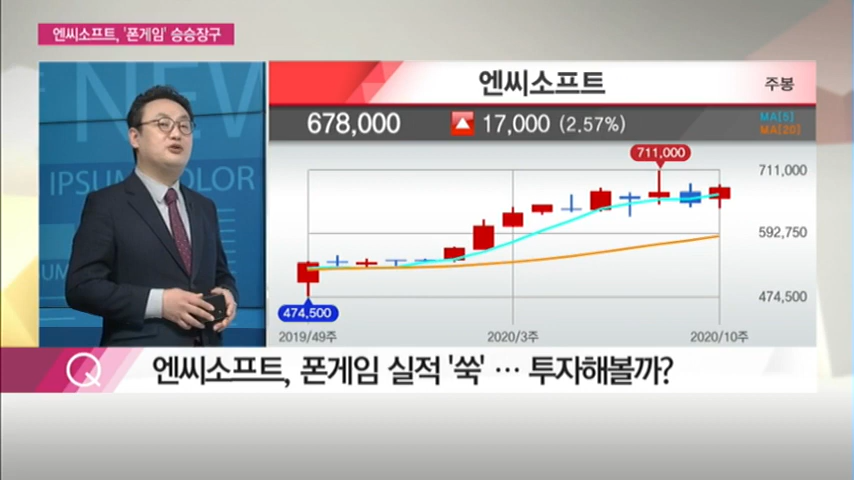 엔씨소프트, '폰게임' 승승장구
NEW
IPSUM DOLOR
엔씨소프트
주봉
678,000 17,000 (2.57%)
MA[5]
MA[20]
711,000
711,000
592,750
474,500
474,500
2019/49주 2020/3주 2020/10주
Q 엔씨소프트, 폰게임 실적 '쑥' … 투자해볼까?